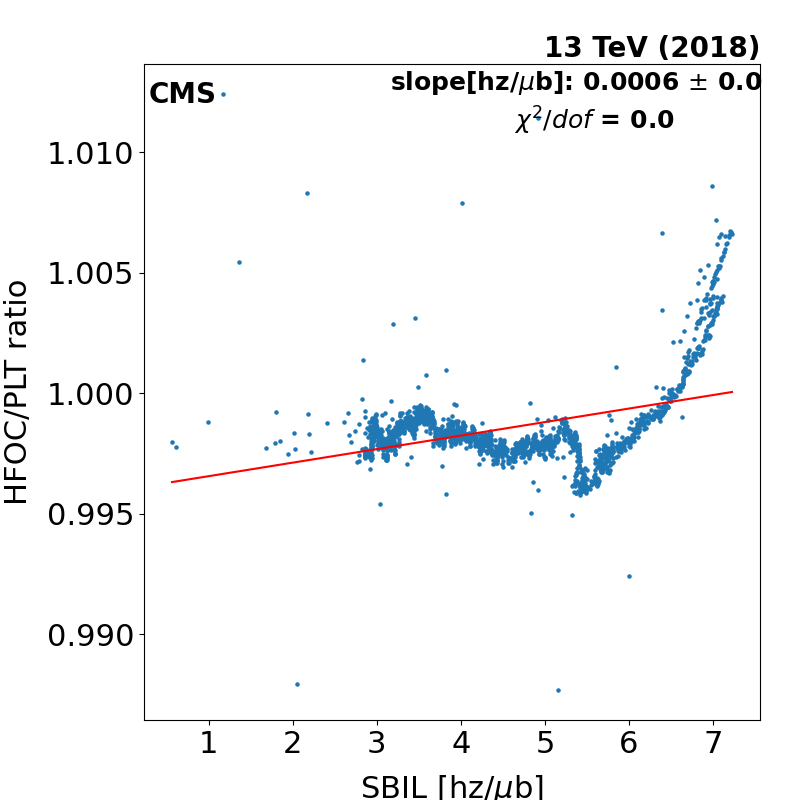 13 TeV (2018)
CMS
slope[hz/μb]: 0.0006 ± 0.0
χ²/dof = 0.0
HFOC/PLT ratio
1.010
1.005
1.000
0.995
0.990
1 2 3 4 5 6 7
SBIL [hz/μb]